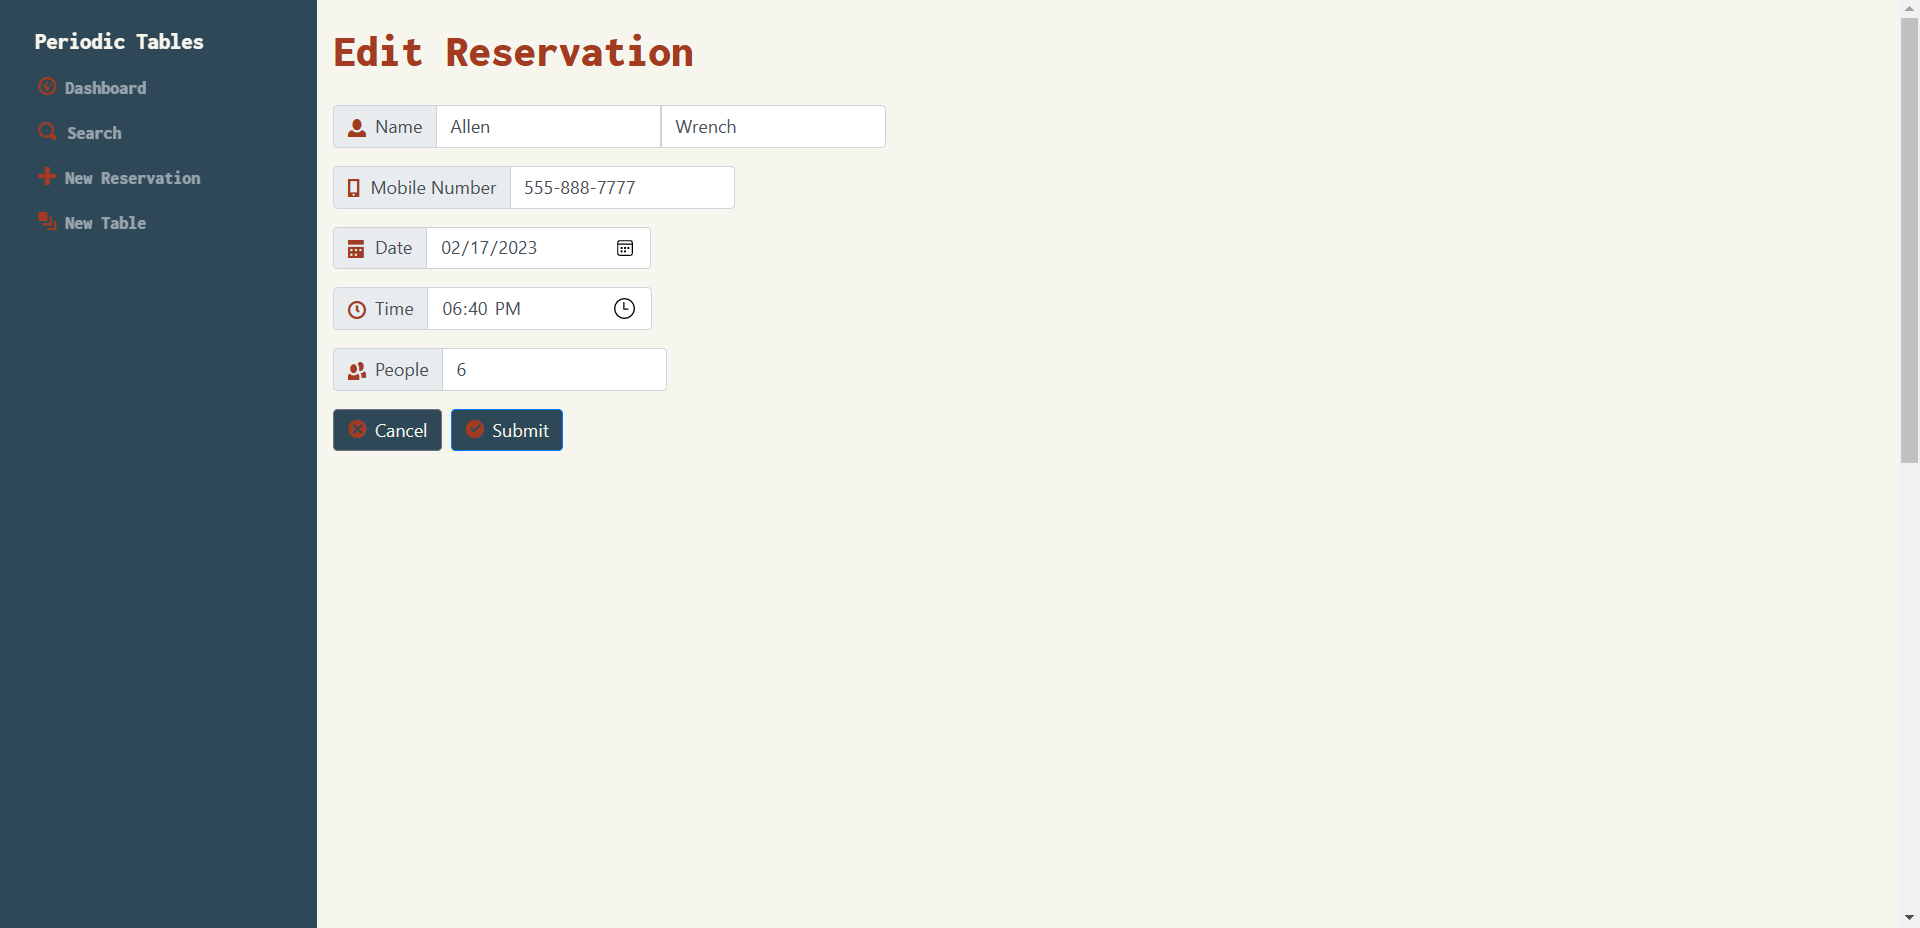 Periodic Tables
Dashboard
Search
New Reservation
New Table
Edit Reservation
Name Allen Wrench
Mobile Number 555-888-7777
Date 02/17/2023
Time 06:40 PM
People 6
Cancel Submit